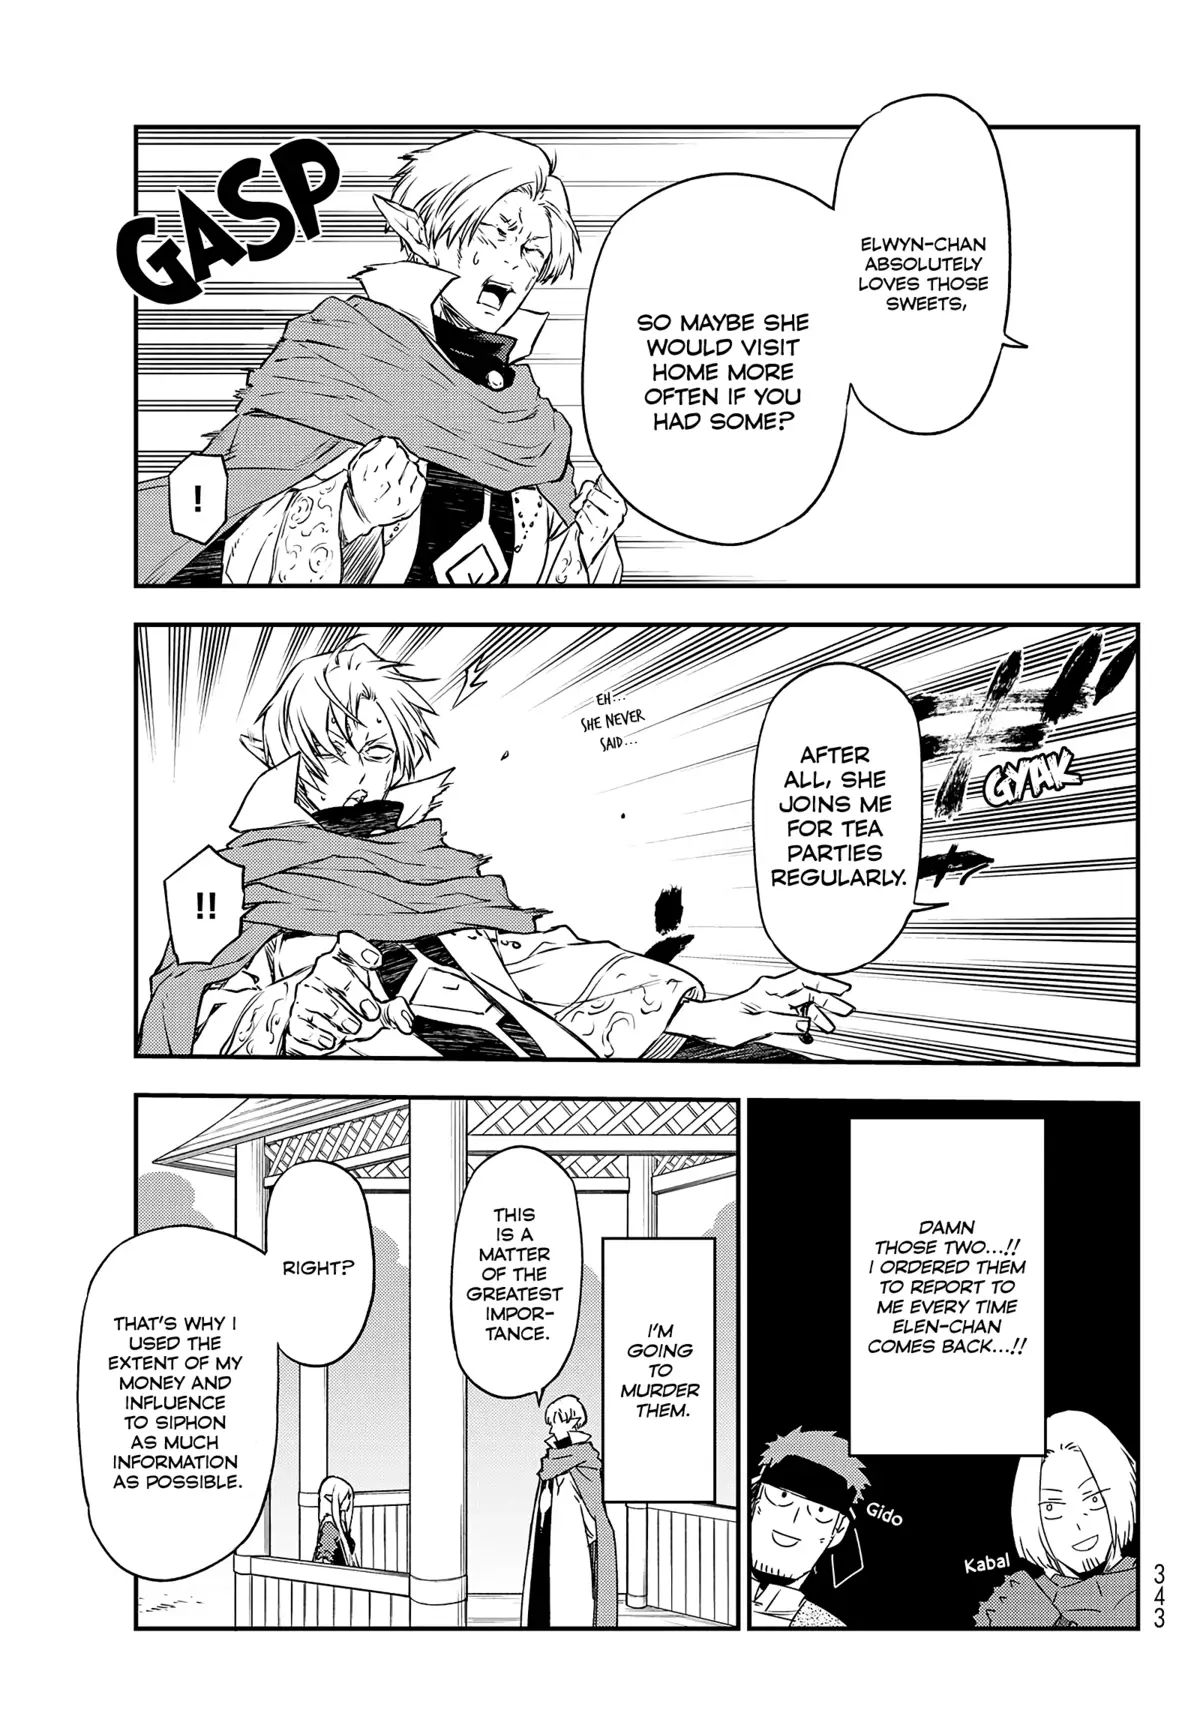 ELWYN-CHAN
ABSOLUTELY
LOVES THOSE
SWEETS,
SO MAYBE SHE
WOULD VISIT
HOME MORE
OFTEN IF YOU
HAD SOME?
GASP
!
GYAK
AFTER
ALL, SHE
JOINS ME
FOR TEA
PARTIES
REGULARLY.
EH...
SHE NEVER
SAID...
!!
DAMN
THOSE TWO...!!
I ORDERED THEM
TO REPORT TO
ME EVERY TIME
ELEN-CHAN
COMES BACK...!!
Gido
Kabal
I'M
GOING
TO
MURDER
THEM.
THIS
IS A
MATTER
OF THE
GREATEST
IMPOR-
TANCE.
RIGHT?
THAT'S WHY I
USED THE
EXTENT OF MY
MONEY AND
INFLUENCE
TO SIPHON
AS MUCH
INFORMATION
AS POSSIBLE.
343